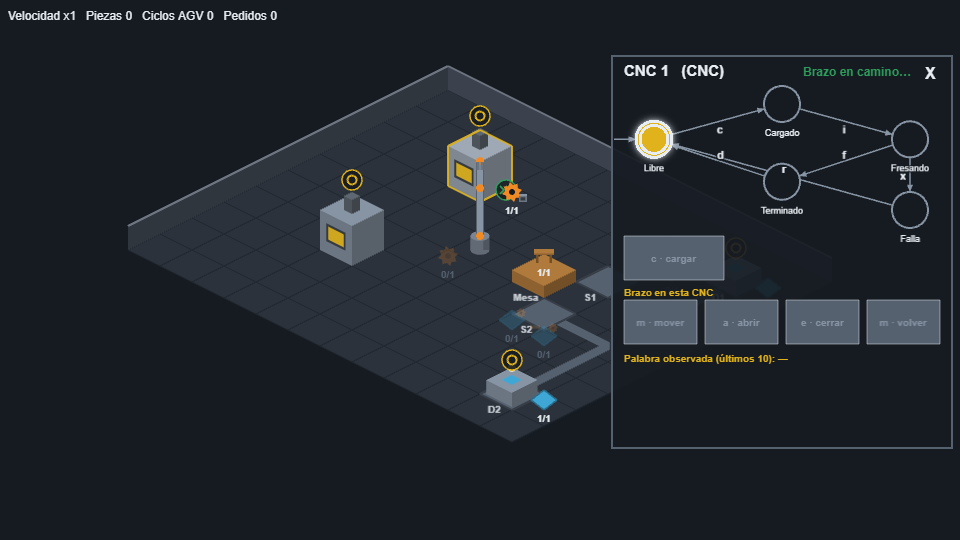 Velocidad x1 Piezas 0 Ciclos AGV 0 Pedidos 0
CNC 1 (CNC)
Brazo en camino...
X
c
Cargado
i
d
f
Libre
r
Fresando
x
Terminado
Falla
c · cargar
Brazo en esta CNC
m · mover
a · abrir
e · cerrar
m · volver
Palabra observada (últimos 10): —
1/1
0/1
1/1
Mesa
S1
S2
0/1
0/1
D2
1/1